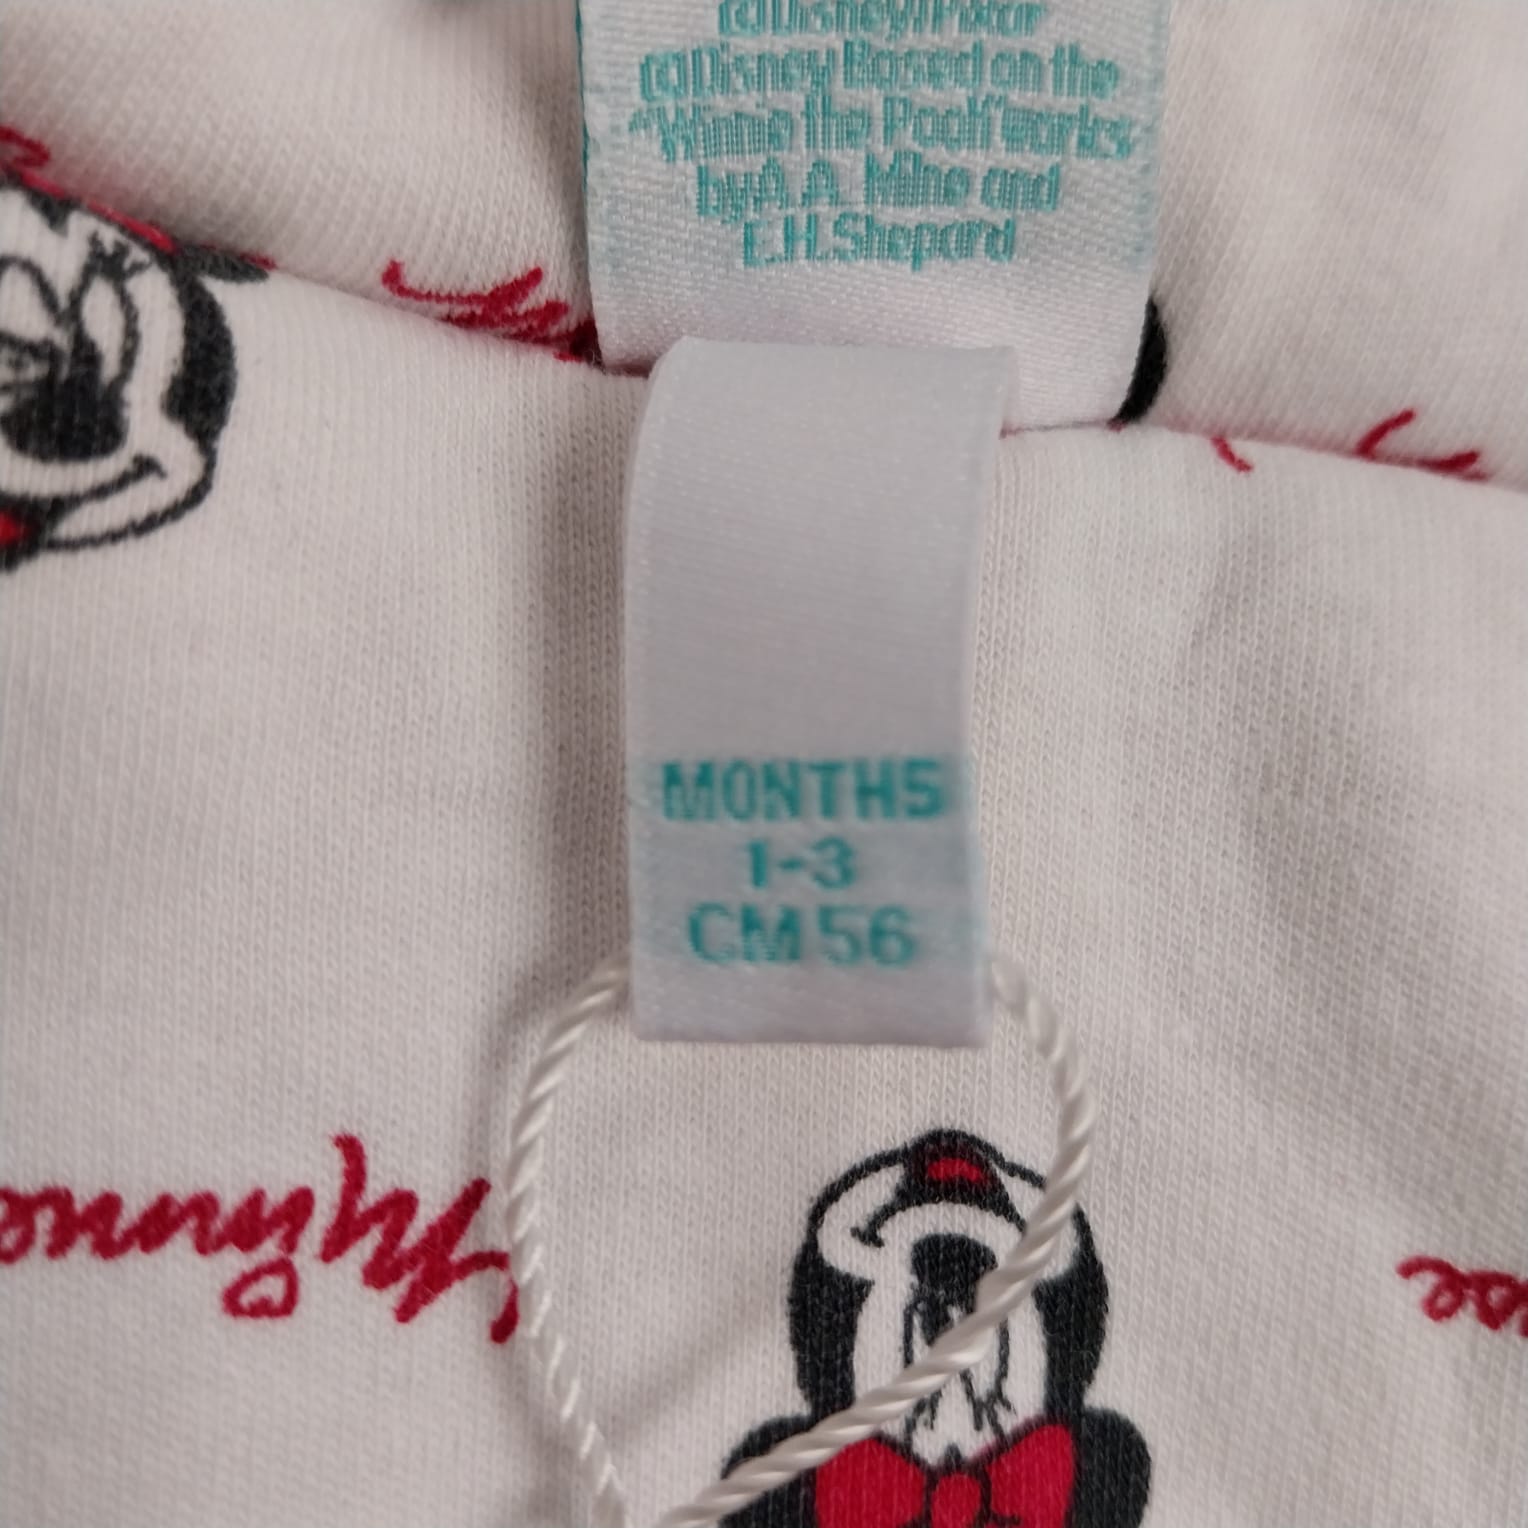 ©Disney/Pixar
©Disney Based on the
"Winnie the Pooh" works
by A.A. Milne and
E.H.Shepard
MONTHS
1-3
CM 56
Minnie